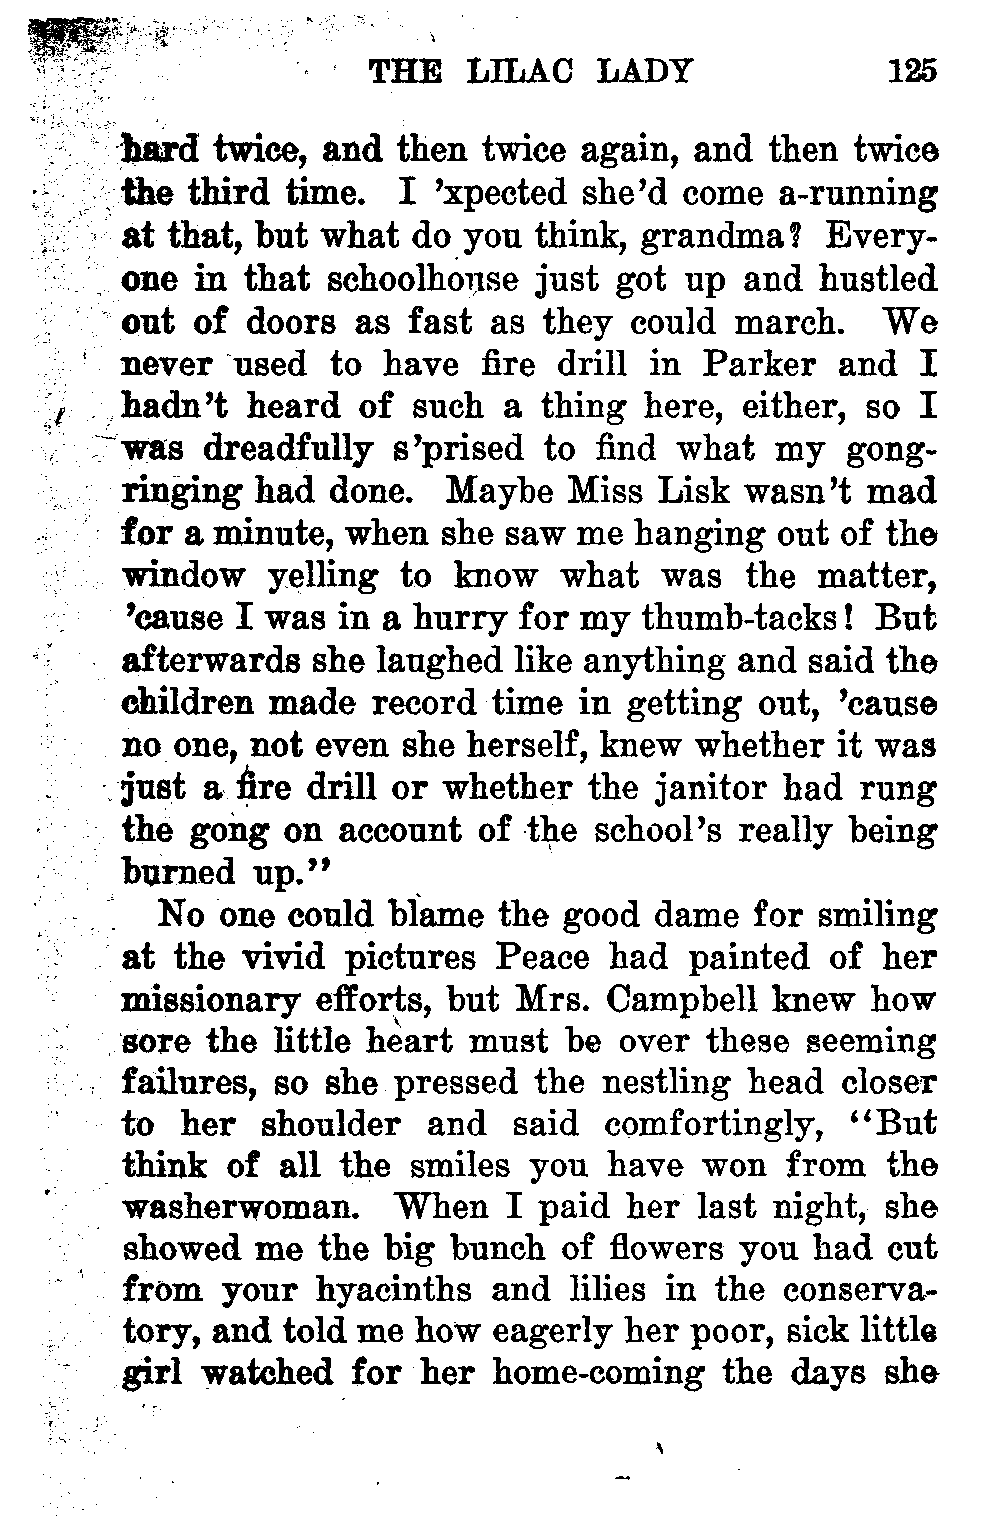 THE LILAC LADY 125
hard twice, and then twice again, and then twice
the third time. I 'xpected she'd come a-running
at that, but what do you think, grandma? Every-
one in that schoolhouse just got up and hustled
out of doors as fast as they could march. We
never used to have fire drill in Parker and I
hadn't heard of such a thing here, either, so I
was dreadfully s'prised to find what my gong-
ringing had done. Maybe Miss Lisk wasn't mad
for a minute, when she saw me hanging out of the
window yelling to know what was the matter,
'cause I was in a hurry for my thumb-tacks! But
afterwards she laughed like anything and said the
children made record time in getting out, 'cause
no one, not even she herself, knew whether it was
just a fire drill or whether the janitor had rung
the gong on account of the school's really being
burned up."
No one could blame the good dame for smiling
at the vivid pictures Peace had painted of her
missionary efforts, but Mrs. Campbell knew how
sore the little heart must be over these seeming
failures, so she pressed the nestling head closer
to her shoulder and said comfortingly, "But
think of all the smiles you have won from the
washerwoman. When I paid her last night, she
showed me the big bunch of flowers you had cut
from your hyacinths and lilies in the conserva-
tory, and told me how eagerly her poor, sick little
girl watched for her home-coming the days she